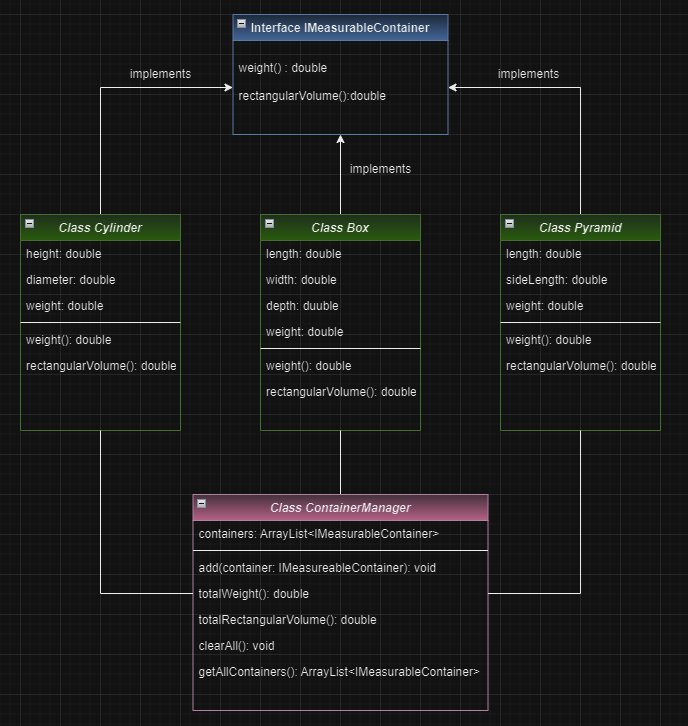 Interface IMeasurableContainer
weight() : double
rectangularVolume():double
implements
implements
implements
Class Cylinder
height: double
diameter: double
weight: double
weight(): double
rectangularVolume(): double
Class Box
length: double
width: double
depth: duuble
weight: double
weight(): double
rectangularVolume(): double
Class Pyramid
length: double
sideLength: double
weight: double
weight(): double
rectangularVolume(): double
Class ContainerManager
containers: ArrayList<IMeasurableContainer>
add(container: IMeasureableContainer): void
totalWeight(): double
totalRectangularVolume(): double
clearAll(): void
getAllContainers(): ArrayList<IMeasurableContainer>